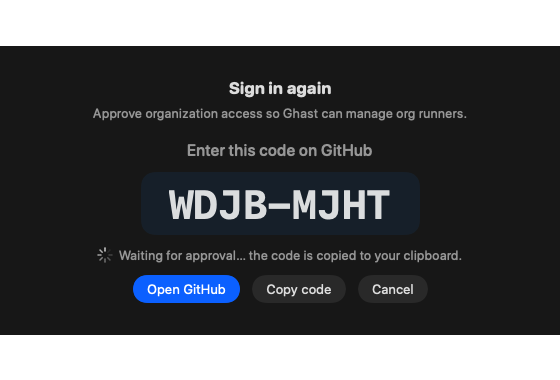 Sign in again
Approve organization access so Ghast can manage org runners.
Enter this code on GitHub
WDJB–MJHT
Waiting for approval... the code is copied to your clipboard.
Open GitHub
Copy code
Cancel